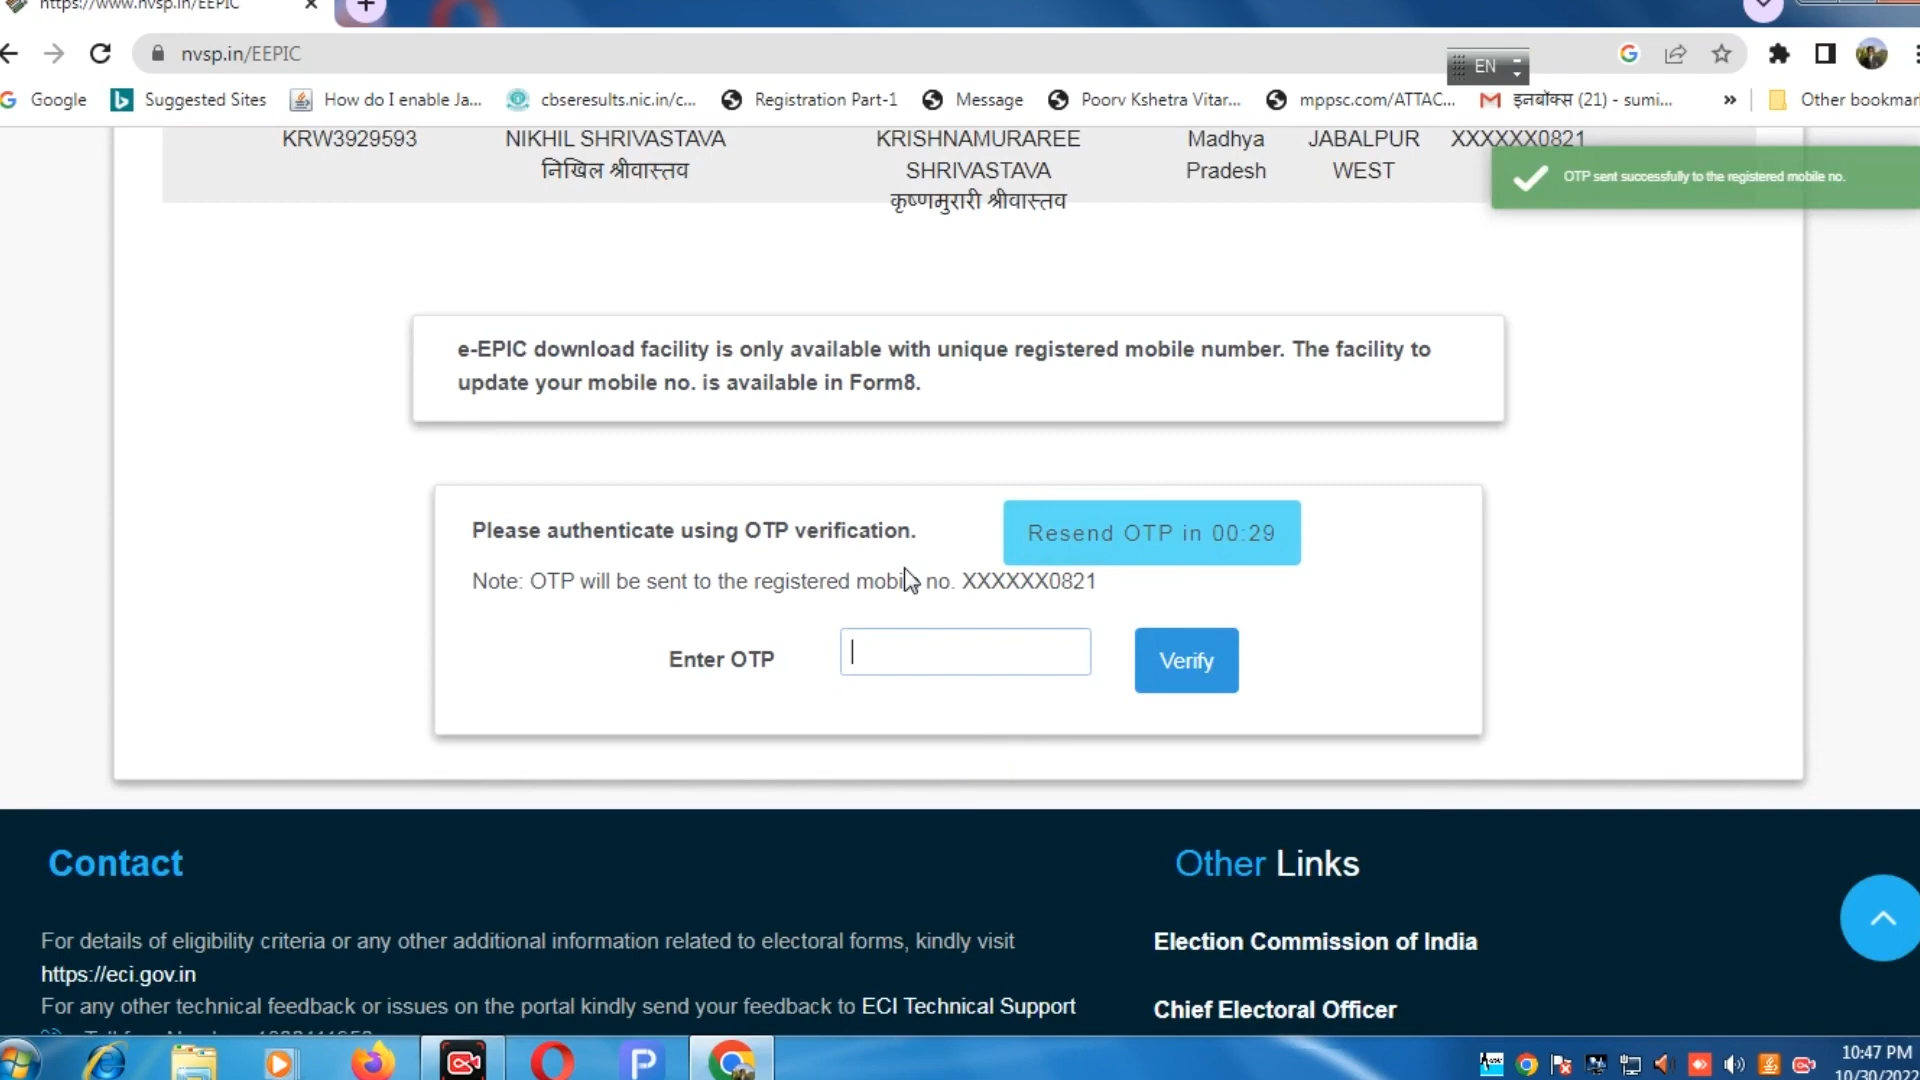 https://www.nvsp.in/EEPIC
nvsp.in/EEPIC
EN
Google
Suggested Sites
How do I enable Ja...
cbseresults.nic.in/c...
Registration Part-1
Message
Poorv Kshetra Vitar...
mppsc.com/ATTAC...
इनबॉक्स (21) - sumi...
»
Other bookmar
KRW3929593
NIKHIL SHRIVASTAVA
निखिल श्रीवास्तव
KRISHNAMURAREE
SHRIVASTAVA
कृष्णमुरारी श्रीवास्तव
Madhya
Pradesh
JABALPUR
WEST
XXXXXX0821
OTP sent successfully to the registered mobile no.
e-EPIC download facility is only available with unique registered mobile number. The facility to
update your mobile no. is available in Form8.
Please authenticate using OTP verification.
Resend OTP in 00:29
Note: OTP will be sent to the registered mobile no. XXXXXX0821
Enter OTP
Verify
Contact
Other Links
For details of eligibility criteria or any other additional information related to electoral forms, kindly visit
https://eci.gov.in
For any other technical feedback or issues on the portal kindly send your feedback to ECI Technical Support
Election Commission of India
Chief Electoral Officer
10:47 PM
10/30/2022